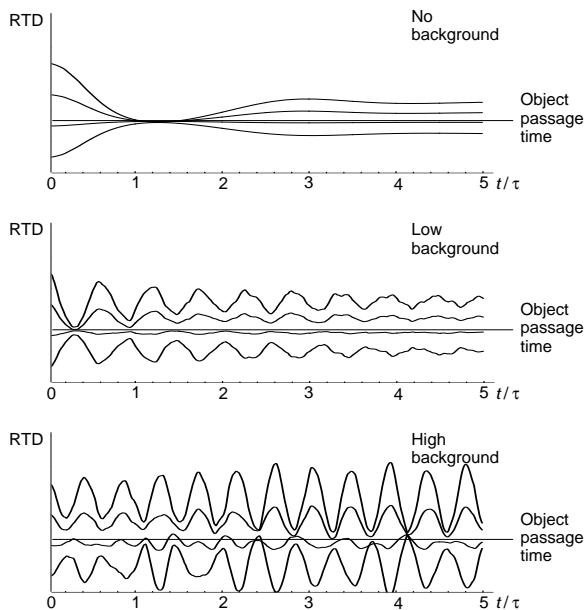 RTD
No
background
Object
passage
time
0 1 2 3 4 5 t/τ
RTD
Low
background
Object
passage
time
0 1 2 3 4 5 t/τ
RTD
High
background
Object
passage
time
0 1 2 3 4 5 t/τ